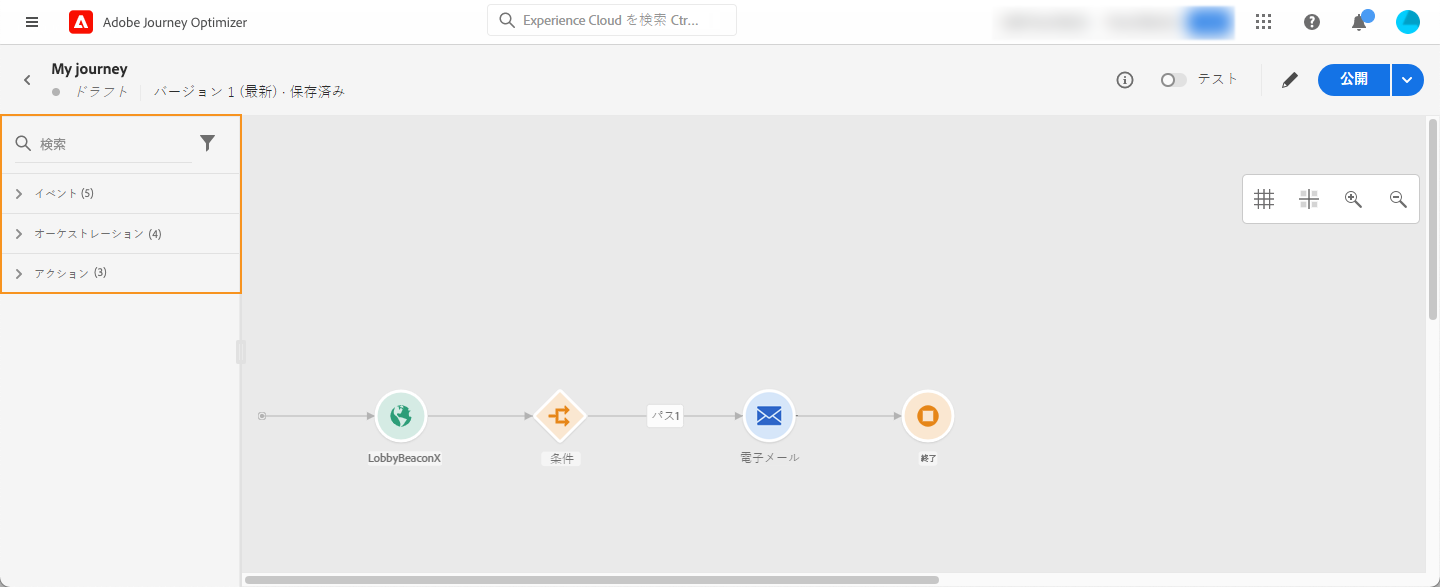 Adobe Journey Optimizer
Experience Cloud を検索 Ctr...
My journey
ドラフト
バージョン 1 (最新) · 保存済み
テスト
公開
検索
イベント (5)
オーケストレーション (4)
アクション (3)
パス1
LobbyBeaconX
条件
電子メール
終了